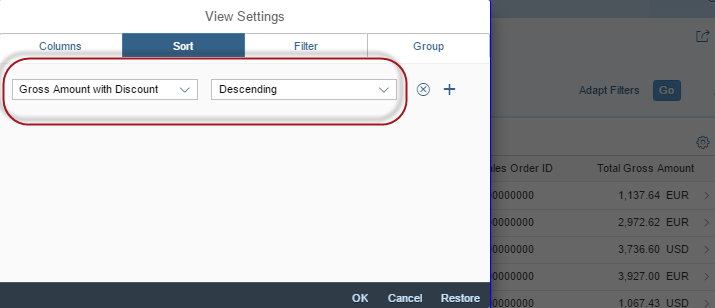 View Settings
Columns Sort Filter Group
Gross Amount with Discount Descending
OK Cancel Restore
Adapt Filters Go
Order ID Total Gross Amount
0000000 1,137.64 EUR
0000000 2,972.62 EUR
0000000 3,736.60 USD
0000000 3,927.00 EUR
0000000 1,067.43 USD